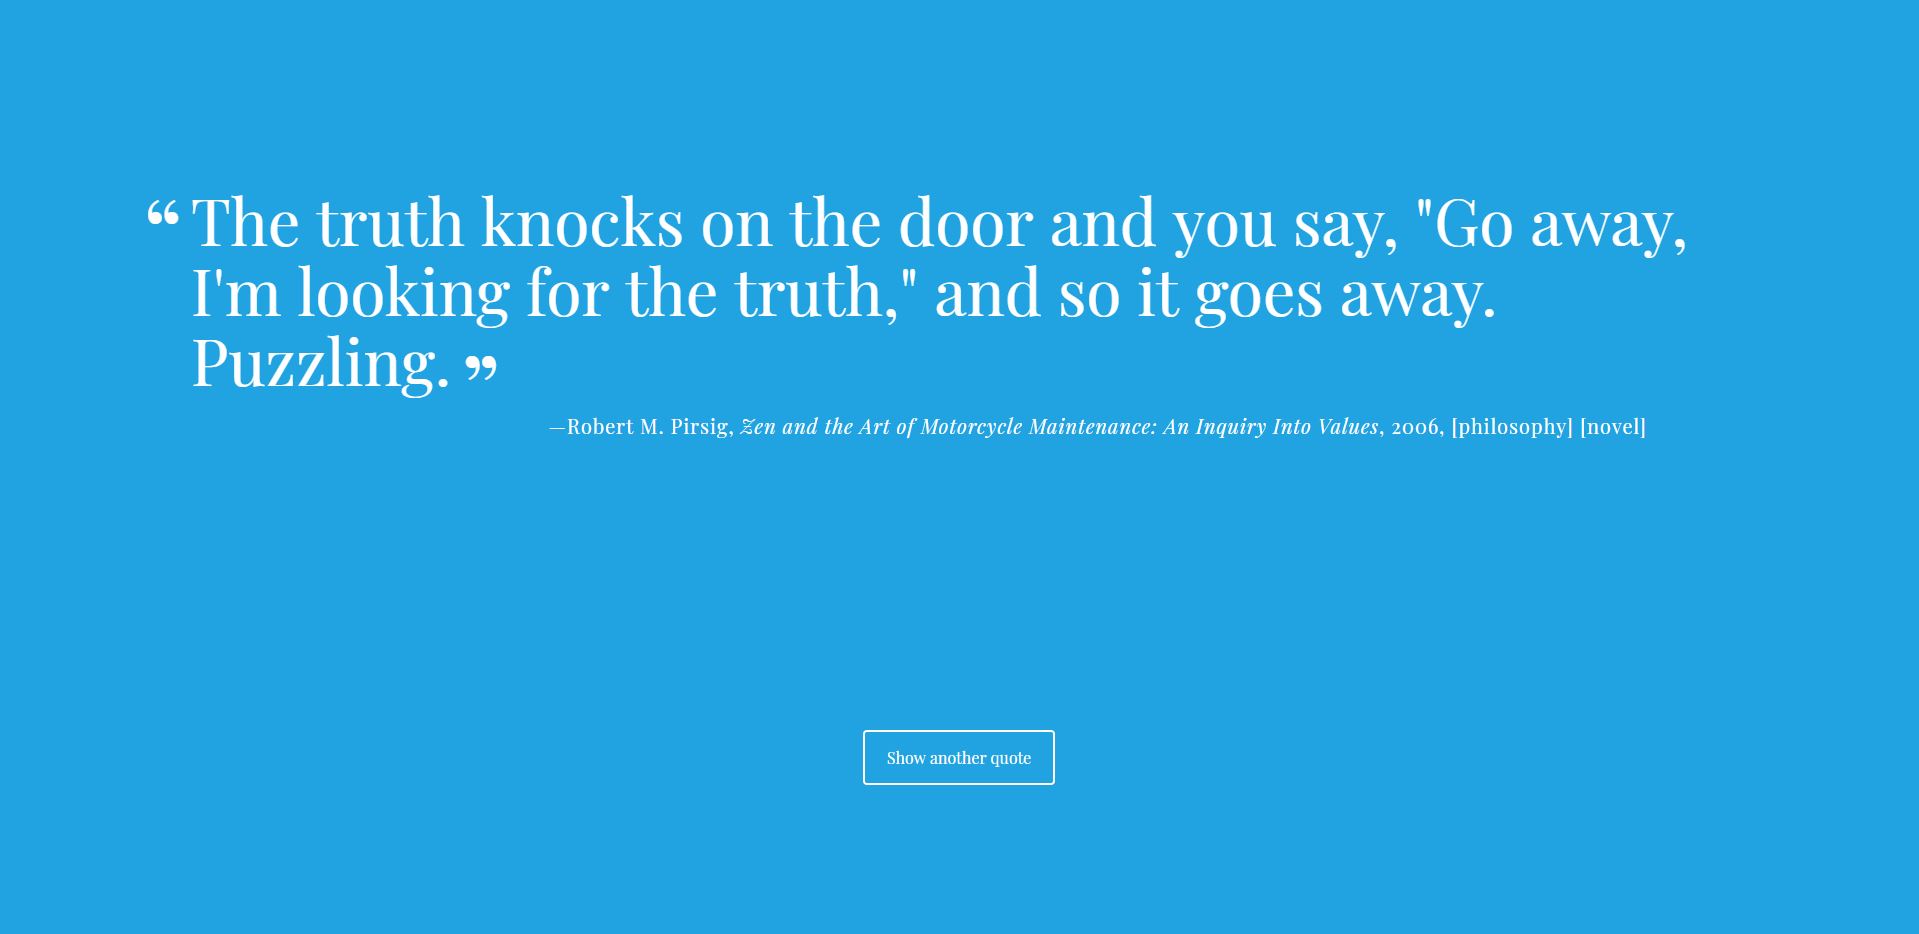 “The truth knocks on the door and you say, "Go away,
I'm looking for the truth," and so it goes away.
Puzzling.”
—Robert M. Pirsig, Zen and the Art of Motorcycle Maintenance: An Inquiry Into Values, 2006, [philosophy] [novel]
Show another quote